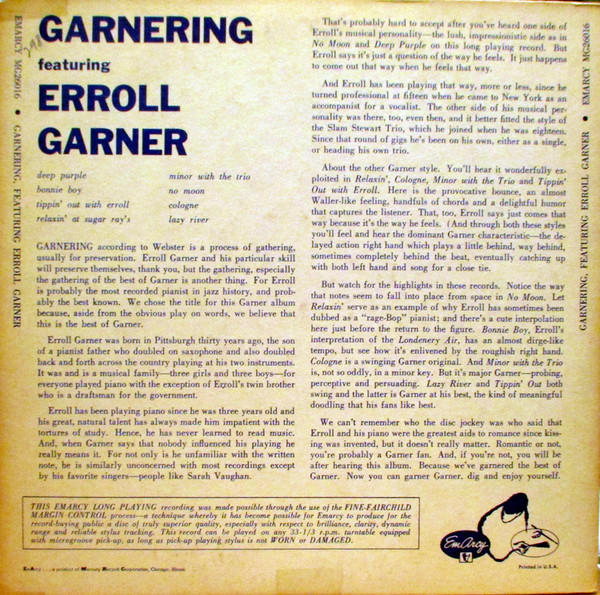 GARNERING
featuring
ERROLL
GARNER
deep purple
bonnie boy
tippin' out with erroll
relaxin' at sugar ray's
minor with the trio
no moon
cologne
lazy river
GARNERING according to Webster is a process of gathering,
usually for preservation. Erroll Garner and his particular skill
will preserve themselves, thank you, but the gathering, especially
the gathering of the best of Garner is another thing. For Erroll
is probably the most recorded pianist in jazz history, and prob-
ably the best known. We chose the title for this Garner album
because, aside from the obvious play on words, we believe that
this is the best of Garner.
Erroll Garner was born in Pittsburgh thirty years ago, the son
of a pianist father who doubled on saxophone and also doubled
back and forth across the country playing at his two instruments.
It was and is a musical family—three girls and three boys—for
everyone played piano with the exception of Erroll's twin brother
who is a draftsman for the government.
Erroll has been playing piano since he was three years old and
his great, natural talent has always made him impatient with the
tortures of study. Hence, he has never learned to read music.
And, when Garner says that nobody influenced his playing he
really means it. For not only is he unfamiliar with the written
note, he is similarly unconcerned with most recordings except
by his favorite singers—people like Sarah Vaughan.
That's probably hard to accept after you've heard one side of
Erroll's musical personality—the lush, impressionistic side as in
No Moon and Deep Purple on this long playing record. But
Erroll says it's just a question of the way he feels. It just happens
to come out that way when he feels that way.
And Erroll has been playing that way, more or less, since he
turned professional at fifteen when he came to New York as an
accompanist for a vocalist. The other side of his musical per-
sonality was there, too, even then, and it better fitted the style of
the Slam Stewart Trio, which he joined when he was eighteen.
Since that round of gigs he's been on his own, either as a single,
or heading his own trio.
About the other Garner style. You'll hear it wonderfully ex-
ploited in Relaxin', Cologne, Minor with the Trio and Tippin'
Out with Erroll. Here is a provocative bounce, an almost
Waller-like feeling, handfuls of chords and a delightful humor
that captures the listener. That, too, Erroll says just comes that
way because it's the way he feels. (And through both these styles
you'll feel and hear the dominant Garner characteristic—the de-
layed action right hand which plays a little behind, way behind,
sometimes completely behind the beat, eventually catching up
with both left hand and song for a close tie.
But watch for the highlights in these records. Notice the way
that notes seem to fall into place from space in No Moon. Let
Relaxin' serve as an example of why Erroll has sometimes been
dubbed as a "rage-Bop" pianist; and there's a cute interpolation
here just before the return to the figure. Bonnie Boy, Erroll's
interpretation of the Londenery Air, has an almost dirge-like
tempo, but see how it's enlivened by the roughish right hand.
Cologne is a swinging Garner original. And Minor with the Trio
is, not so oddly, in a minor key. But it's major Garner—probing,
perceptive and persuading. Lazy River and Tippin' Out both
swing and the latter is Garner at his best, the kind of meaningful
doodling that his fans like best.
We can't remember who the disc jockey was who said that
Erroll and his piano were the greatest aids to romance since kiss-
ing was invented, but it doesn't really matter. Romantic or not,
you're probably a Garner fan. And, if you're not, you will be
after hearing this album. Because we've garnered the best of
Garner. Now you can garner Garner, dig and enjoy yourself.
THIS EMARCY LONG PLAYING recording was made possible through the use of the FINE-FAIRCHILD
MARGIN CONTROL process—a technique whereby it has become possible for Emarcy to produce for the
record-buying public a disc of truly superior quality, especially with respect to brilliance, clarity, dynamic
range and reliable stylus tracking. This record can be played on any 33-1/3 r.p.m. turntable equipped
with microgroove pick-up, as long as pick-up playing stylus is not WORN or DAMAGED.
EmArcy
Printed in U.S.A.
EmArcy . . . a product of Mercury Record Corporation, Chicago, Illinois
EMARCY MG26016 • GARNERING, FEATURING ERROLL GARNER
GARNERING, FEATURING ERROLL GARNER • EMARCY MG26016